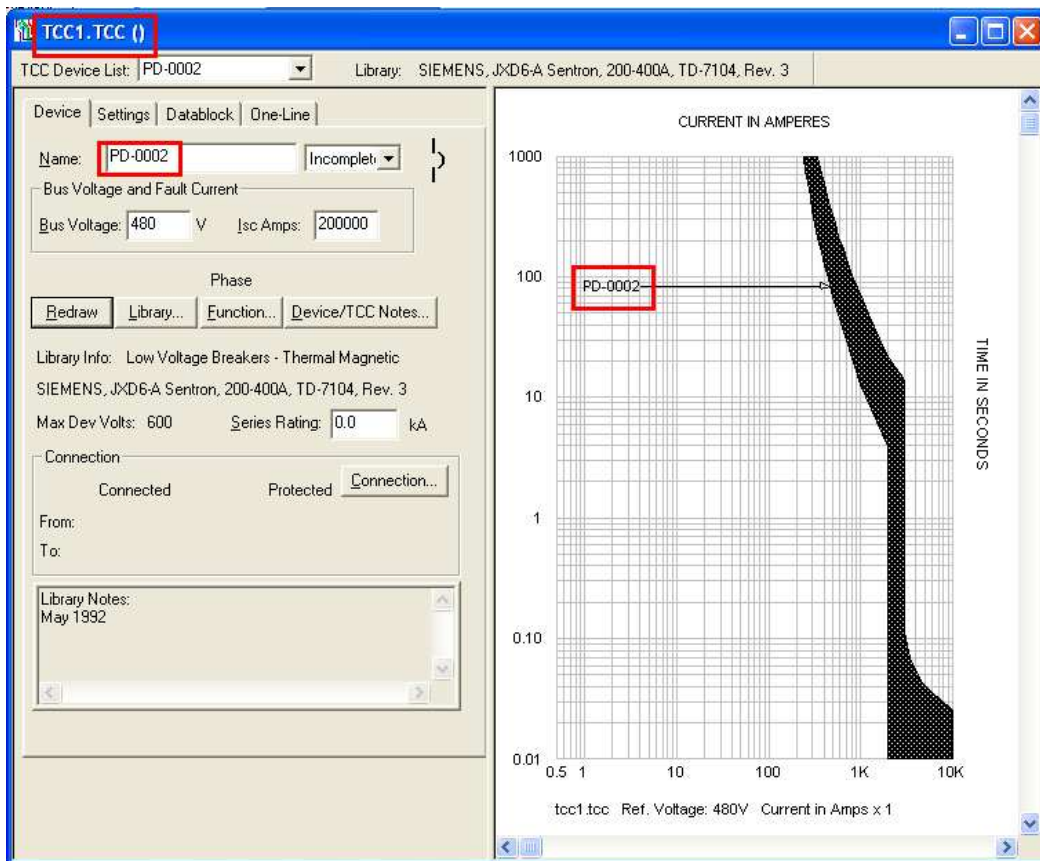 TCC1.TCC ()
TCC Device List: PD-0002 Library: SIEMENS, JXD6-A Sentron, 200-400A, TD-7104, Rev. 3
Device Settings Datablock One-Line
Name: PD-0002 Incomplet
Bus Voltage and Fault Current
Bus Voltage: 480 V Isc Amps: 200000
Phase
Redraw Library... Function... Device/TCC Notes...
Library Info: Low Voltage Breakers - Thermal Magnetic
SIEMENS, JXD6-A Sentron, 200-400A, TD-7104, Rev. 3
Max Dev Volts: 600 Series Rating: 0.0 kA
Connection
Connected Protected Connection...
From:
To:
Library Notes:
May 1992
CURRENT IN AMPERES
1000
100
PD-0002
10
1
0.10
0.01
TIME IN SECONDS
0.5 1 10 100 1K 10K
tcc1.tcc Ref. Voltage: 480V Current in Amps x 1